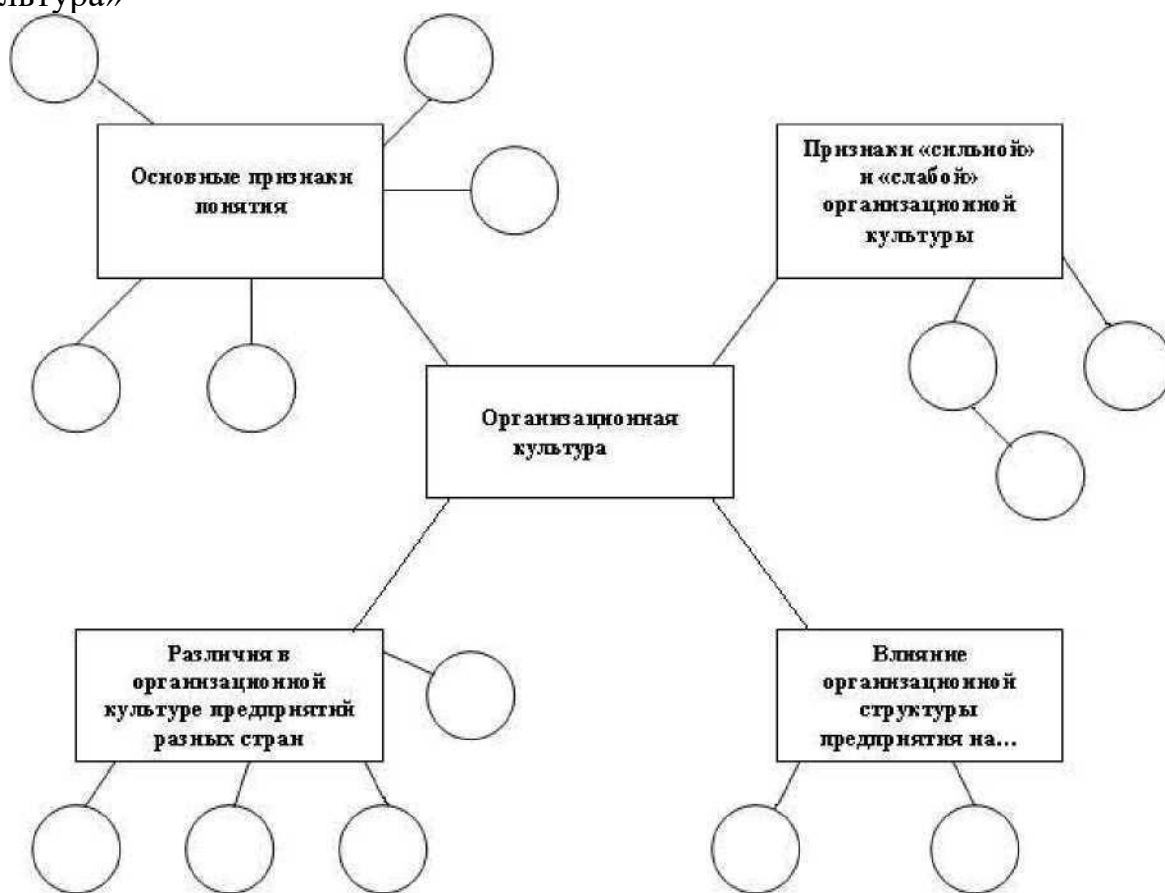 льтура»
Основные признаки
понятия
Признаки «сильной»
и «слабой»
организационной
культуры
Организационная
культура
Различия в
организационной
культуре предприятий
разных стран
Влияние
организационной
структуры
предприятия на...